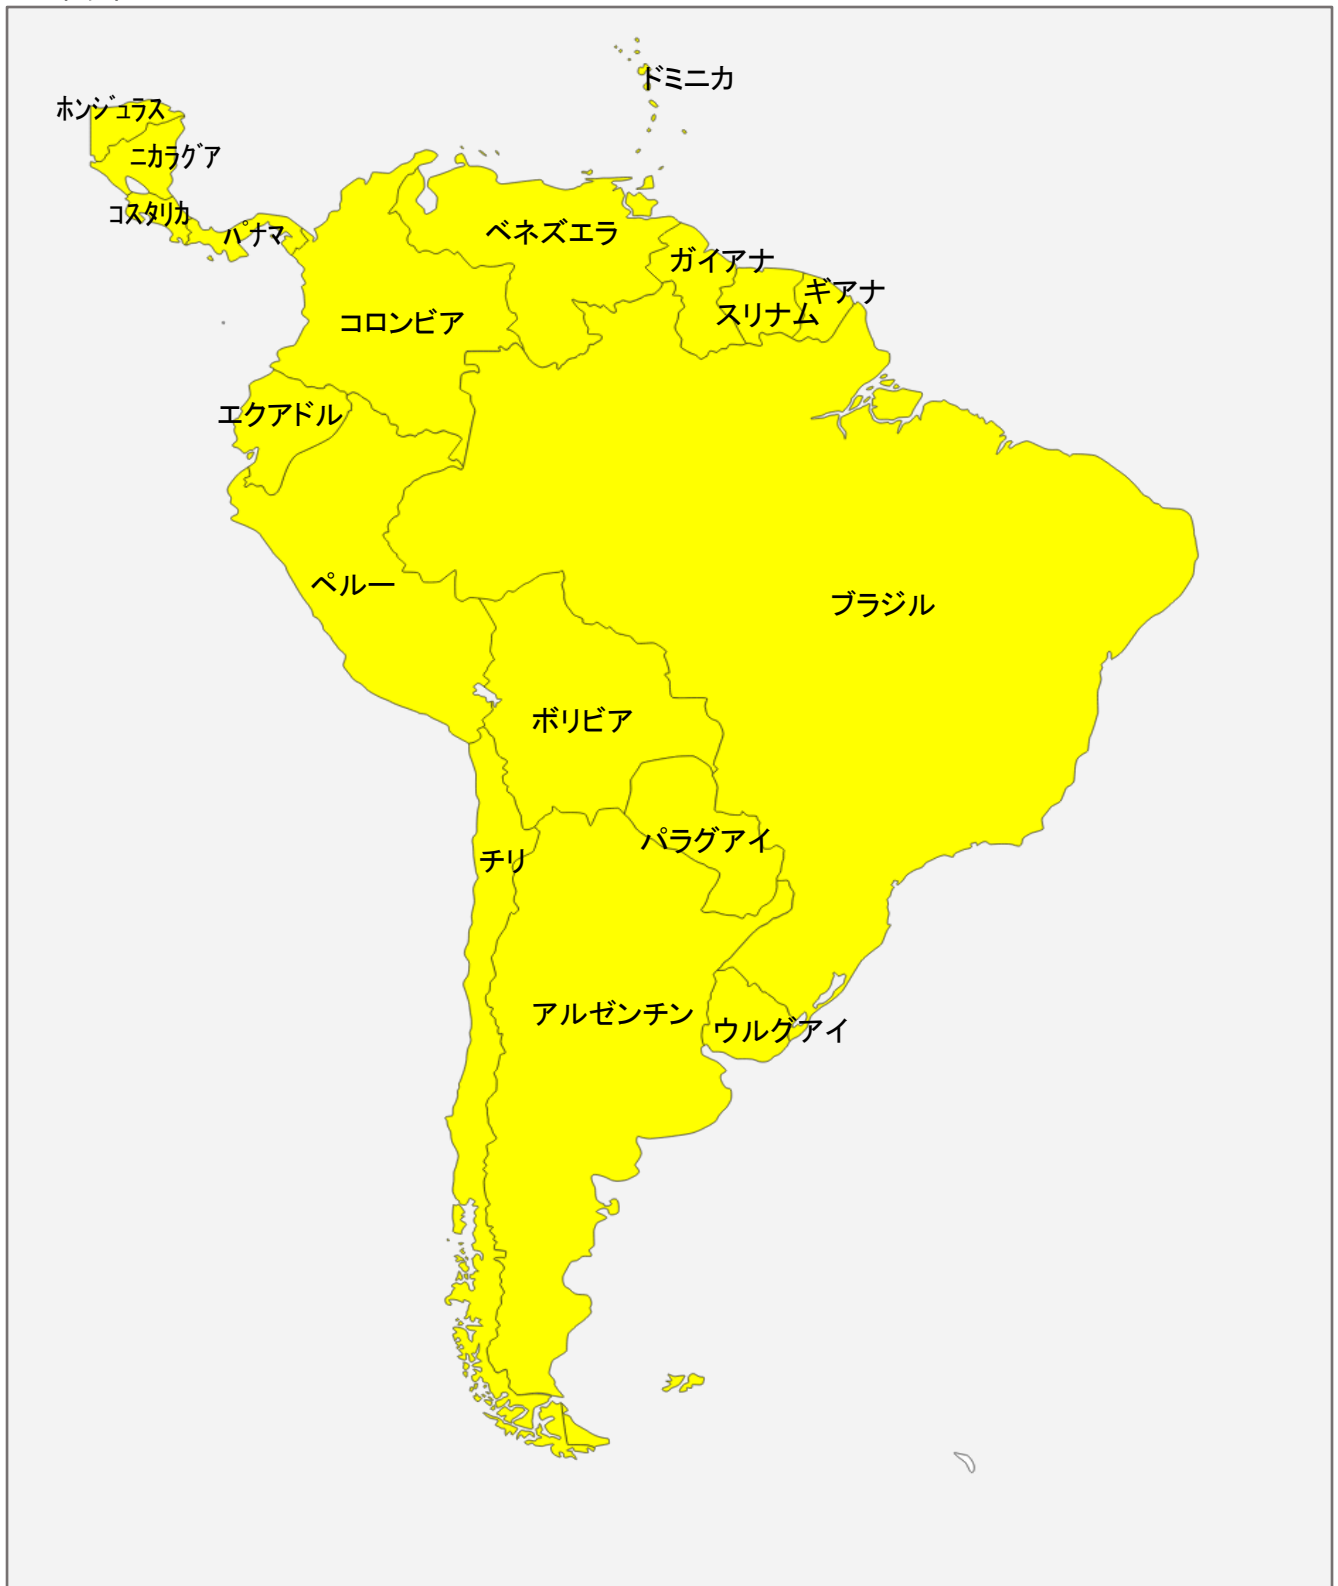 ドミニカ
ホンジュラス
ニカラグア
コスタリカ
パナマ
ベネズエラ
ガイアナ
ギアナ
スリナム
コロンビア
エクアドル
ペルー
ブラジル
ボリビア
パラグアイ
チリ
アルゼンチン
ウルグアイ